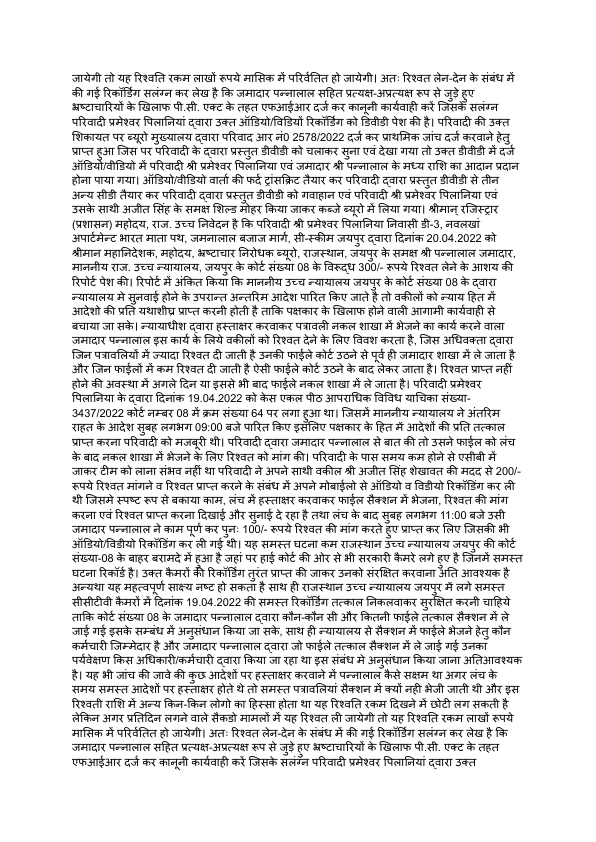 जायेगी तो यह रिश्वति रकम लाखों रूपये मासिक में परिर्वतित हो जायेगी। अतः रिश्वत लेन-देन के संबंध में
की गई रिकॉर्डिंग सलंग्न कर लेख है कि जमादार पन्नालाल सहित प्रत्यक्ष-अप्रत्यक्ष रूप से जुड़े हुए
भ्रष्टाचारियों के खिलाफ पी.सी. एक्ट के तहत एफआईआर दर्ज कर कानूनी कार्यवाही करें जिसके सलंग्न
परिवादी प्रमेश्वर पिलानियां द्वारा उक्त ऑडियो/विडियों रिकॉर्डिंग को डिवीडी पेश की है। परिवादी की उक्त
शिकायत पर ब्यूरो मुख्यालय द्वारा परिवाद आर नं0 2578/2022 दर्ज कर प्राथमिक जांच दर्ज करवाने हेतु
प्राप्त हुआ जिस पर परिवादी के द्वारा प्रस्तुत डीवीडी को चलाकर सुना एवं देखा गया तो उक्त डीवीडी में दर्ज
ऑडियो/वीडियो में परिवादी श्री प्रमेश्वर पिलानिया एवं जमादार श्री पन्नालाल के मध्य राशि का आदान प्रदान
होना पाया गया। ऑडियो/वीडियो वार्ता की फर्द ट्रांसक्रिट तैयार कर परिवादी द्वारा प्रस्तुत डीवीडी से तीन
अन्य सीडी तैयार कर परिवादी द्वारा प्रस्तुत डीवीडी को गवाहान एवं परिवादी श्री प्रमेश्वर पिलानिया एवं
उसके साथी अजीत सिंह के समक्ष शिल्ड मोहर किया जाकर कब्जे ब्यूरो में लिया गया। श्रीमान् रजिस्ट्रार
(प्रशासन) महोदय, राज. उच्च निवेदन है कि परिवादी श्री प्रमेश्वर पिलानिया निवासी डी-3, नवलखां
अपार्टमेन्ट भारत माता पथ, जमनालाल बजाज मार्ग, सी-स्कीम जयपुर द्वारा दिनांक 20.04.2022 को
श्रीमान महानिदेशक, महोदय, भ्रष्टाचार निरोधक ब्यूरो, राजस्थान, जयपुर के समक्ष श्री पन्नालाल जमादार,
माननीय राज. उच्च न्यायालय, जयपुर के कोर्ट संख्या 08 के विरूद्ध 300/- रूपये रिश्वत लेने के आशय की
रिपोर्ट पेश की। रिपोर्ट में अंकित किया कि माननीय उच्च न्यायालय जयपुर के कोर्ट संख्या 08 के द्वारा
न्यायालय मे सुनवाई होने के उपरान्त अन्तरिम आदेश पारित किए जाते है तो वकीलों को न्याय हित में
आदेशो की प्रति यथाशीघ्र प्राप्त करनी होती है ताकि पक्षकार के खिलाफ होने वाली आगामी कार्यवाही से
बचाया जा सके। न्यायाधीश द्वारा हस्ताक्षर करवाकर पत्रावली नकल शाखा में भेजने का कार्य करने वाला
जमादार पन्नालाल इस कार्य के लिये वकीलों को रिश्वत देने के लिए विवश करता है, जिस अधिवक्ता द्वारा
जिन पत्रावलियों में ज्यादा रिश्वत दी जाती है उनकी फाईले कोर्ट उठने से पूर्व ही जमादार शाखा में ले जाता है
और जिन फाईलों में कम रिश्वत दी जाती है ऐसी फाईले कोर्ट उठने के बाद लेकर जाता है। रिश्वत प्राप्त नहीं
होने की अवस्था में अगले दिन या इससे भी बाद फाईले नकल शाखा में ले जाता है। परिवादी प्रमेश्वर
पिलानिया के द्वारा दिनांक 19.04.2022 को केस एकल पीठ आपराधिक विविध याचिका संख्या-
3437/2022 कोर्ट नम्बर 08 में क्रम संख्या 64 पर लगा हुआ था। जिसमें माननीय न्यायालय ने अंतरिम
राहत के आदेश सुबह लगभग 09:00 बजे पारित किए इसलिए पक्षकार के हित में आदेशों की प्रति तत्काल
प्राप्त करना परिवादी को मजबूरी थी। परिवादी द्वारा जमादार पन्नालाल से बात की तो उसने फाईल को लंच
के बाद नकल शाखा में भेजने के लिए रिश्वत को मांग की। परिवादी के पास समय कम होने से एसीबी में
जाकर टीम को लाना संभव नहीं था परिवादी ने अपने साथी वकील श्री अजीत सिंह शेखावत की मदद से 200/-
रूपये रिश्वत मांगने व रिश्वत प्राप्त करने के संबंध में अपने मोबाईलो से ऑडियो व विडीयो रिकॉर्डिंग कर ली
थी जिसमे स्पष्ट रूप से बकाया काम, लंच में हस्ताक्षर करवाकर फाईल सैक्शन में भेजना, रिश्वत की मांग
करना एवं रिश्वत प्राप्त करना दिखाई और सुनाई दे रहा है तथा लंच के बाद सुबह लगभग 11:00 बजे उसी
जमादार पन्नालाल ने काम पूर्ण कर पुनः 100/- रूपये रिश्वत की मांग करते हुए प्राप्त कर लिए जिसकी भी
ऑडियो/विडीयो रिकॉर्डिंग कर ली गई थी। यह समस्त घटना कम राजस्थान उच्च न्यायालय जयपुर की कोर्ट
संख्या-08 के बाहर बरामदे में हुआ है जहां पर हाई कोर्ट की ओर से भी सरकारी कैमरे लगे हुए है जिनमें समस्त
घटना रिकॉर्ड है। उक्त कैमरों की रिकॉर्डिंग तुरंत प्राप्त की जाकर उनको संरक्षित करवाना अति आवश्यक है
अन्यथा यह महत्वपूर्ण साक्ष्य नष्ट हो सकता है साथ ही राजस्थान उच्च न्यायालय जयपुर में लगे समस्त
सीसीटीवी कैमरों में दिनांक 19.04.2022 की समस्त रिकॉर्डिंग तत्काल निकलवाकर सुरक्षित करनी चाहिये
ताकि कोर्ट संख्या 08 के जमादार पन्नालाल द्वारा कौन-कौन सी और कितनी फाईले तत्काल सैक्शन में ले
जाई गई इसके सम्बंध में अनुसंधान किया जा सके, साथ ही न्यायालय से सैक्शन में फाईले भेजने हेतु कौन
कर्मचारी जिम्मेदार है और जमादार पन्नालाल द्वारा जो फाईले तत्काल सैक्शन में ले जाई गई उनका
पर्यवेक्षण किस अधिकारी/कर्मचारी द्वारा किया जा रहा था इस संबंध मे अनुसंधान किया जाना अतिआवश्यक
है। यह भी जांच की जावे की कुछ आदेशों पर हस्ताक्षर करवाने में पन्नालाल कैसे सक्षम था अगर लंच के
समय समस्त आदेशों पर हस्ताक्षर होते थे तो समस्त पत्रावलियां सैक्शन में क्यों नही भेजी जाती थी और इस
रिश्वती राशि में अन्य किन-किन लोगो का हिस्सा होता था यह रिश्वति रकम दिखने में छोटी लग सकती है
लेकिन अगर प्रतिदिन लगने वाले सैकडो मामलों में यह रिश्वत ली जायेगी तो यह रिश्वति रकम लाखों रूपये
मासिक में परिर्वतित हो जायेगी। अतः रिश्वत लेन-देन के संबंध में की गई रिकॉर्डिंग सलंग्न कर लेख है कि
जमादार पन्नालाल सहित प्रत्यक्ष-अप्रत्यक्ष रूप से जुड़े हुए भ्रष्टाचारियों के खिलाफ पी.सी. एक्ट के तहत
एफआईआर दर्ज कर कानूनी कार्यवाही करें जिसके सलंग्न परिवादी प्रमेश्वर पिलानियां द्वारा उक्त